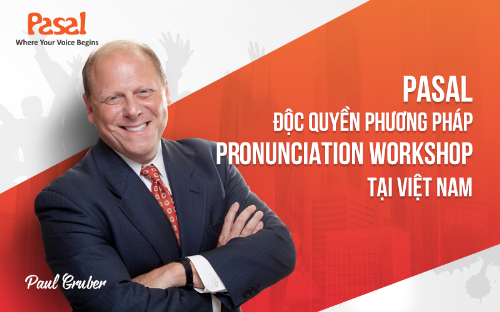 Pasal
Where Your Voice Begins
PASAL
ĐỘC QUYỀN PHƯƠNG PHÁP
PRONUNCIATION WORKSHOP
TẠI VIỆT NAM
Paul Gruber